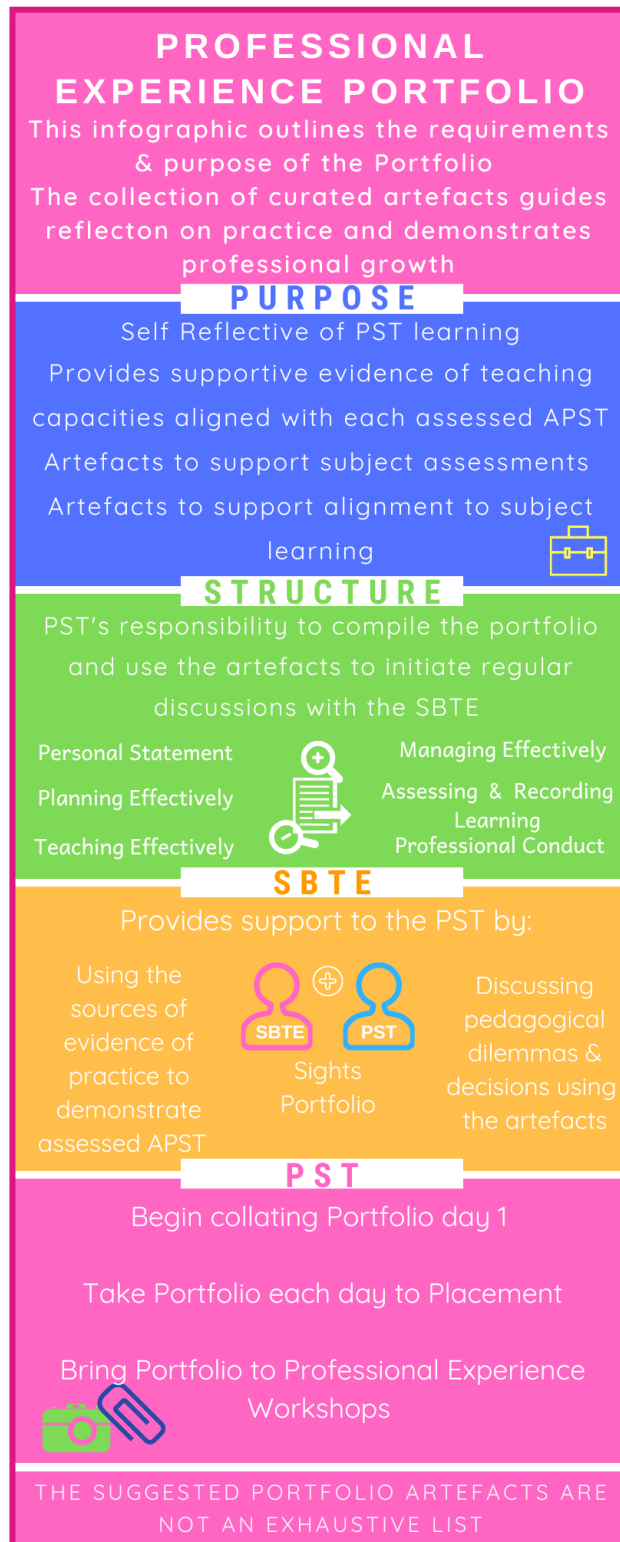 PROFESSIONAL
EXPERIENCE PORTFOLIO
This infographic outlines the requirements
& purpose of the Portfolio
The collection of curated artefacts guides
reflecton on practice and demonstrates
professional growth
PURPOSE
Self Reflective of PST learning
Provides supportive evidence of teaching
capacities aligned with each assessed APST
Artefacts to support subject assessments
Artefacts to support alignment to subject
learning
STRUCTURE
PST's responsibility to compile the portfolio
and use the artefacts to initiate regular
discussions with the SBTE
Personal Statement
Planning Effectively
Teaching Effectively
Managing Effectively
Assessing & Recording
Learning
Professional Conduct
SBTE
Provides support to the PST by:
Using the
sources of
evidence of
practice to
demonstrate
assessed APST
SBTE
PST
Sights
Portfolio
Discussing
pedagogical
dilemmas &
decisions using
the artefacts
PST
Begin collating Portfolio day 1
Take Portfolio each day to Placement
Bring Portfolio to Professional Experience
Workshops
THE SUGGESTED PORTFOLIO ARTEFACTS ARE
NOT AN EXHAUSTIVE LIST